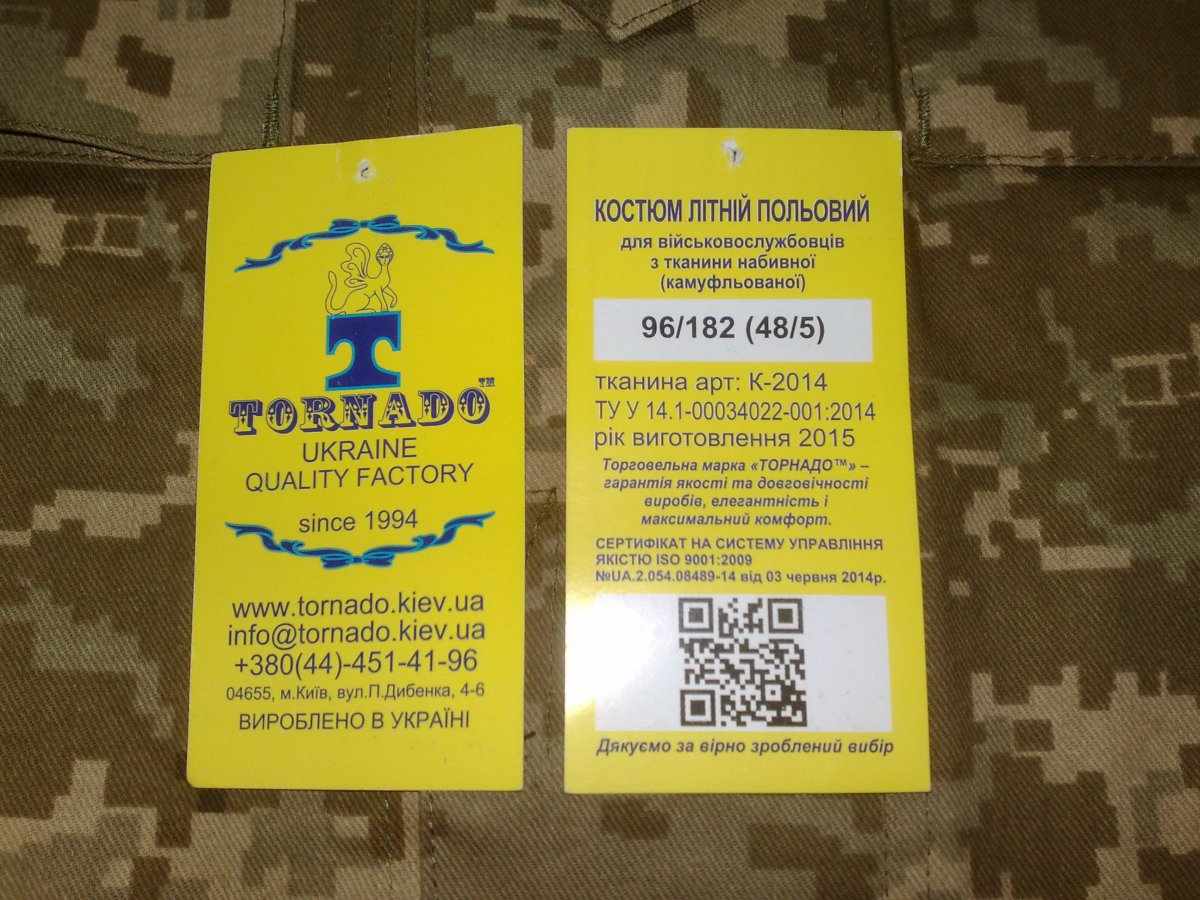 T
TORNADO™
UKRAINE
QUALITY FACTORY
since 1994
www.tornado.kiev.ua
info@tornado.kiev.ua
+380(44)-451-41-96
04655, м.Київ, вул.П.Дибенка, 4-6
ВИРОБЛЕНО В УКРАЇНІ
КОСТЮМ ЛІТНІЙ ПОЛЬОВИЙ
для військовослужбовців
з тканини набивної
(камуфльованої)
96/182 (48/5)
тканина арт: К-2014
ТУ У 14.1-00034022-001:2014
рік виготовлення 2015
Торговельна марка «ТОРНАДО™» –
гарантія якості та довговічності
виробів, елегантність і
максимальний комфорт.
СЕРТИФІКАТ НА СИСТЕМУ УПРАВЛІННЯ
ЯКІСТЮ ISO 9001:2009
№UA.2.054.08489-14 від 03 червня 2014р.
Дякуємо за вірно зроблений вибір